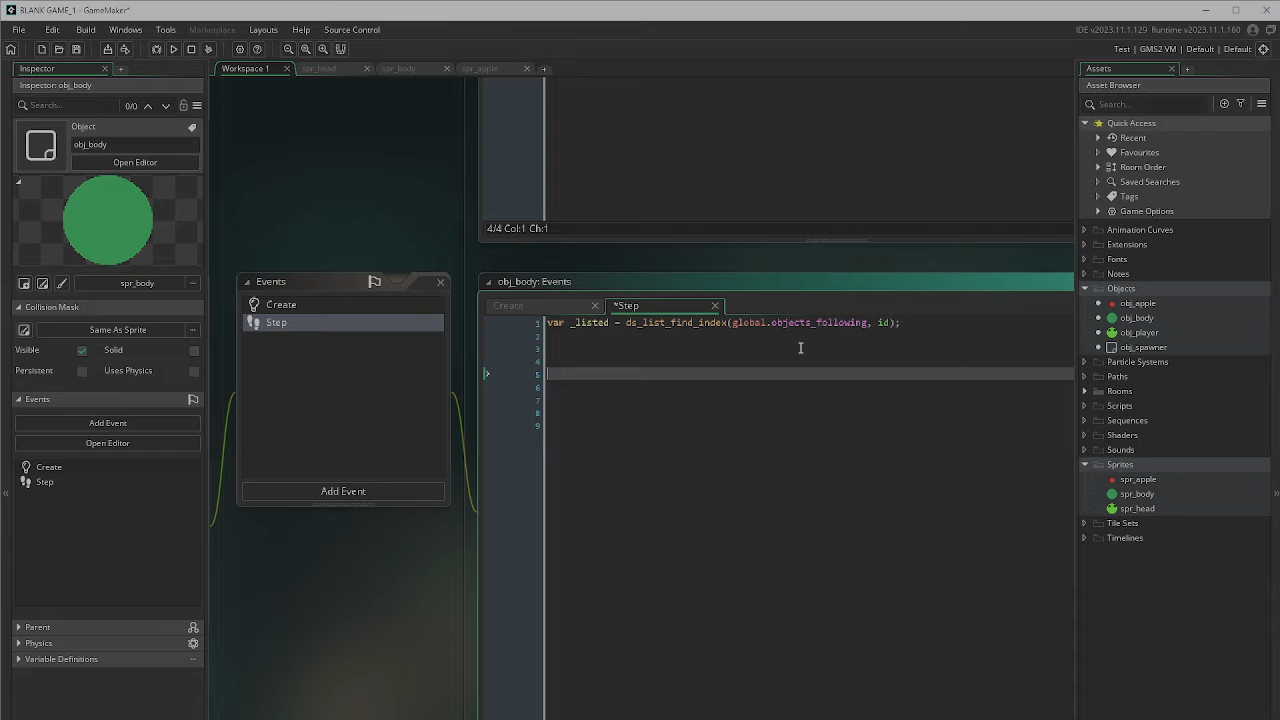 BLANK GAME_1 - GameMaker*
File Edit Build Windows Tools Marketplace Layouts Help Source Control
IDE v2023.11.1.129 Runtime v2023.11.1.160
Test | GMS2 VM | Default | Default
Inspector
Workspace 1 spr_head spr_body spr_apple
Assets
Inspector: obj_body
Asset Browser
Search... 0/0
Search...
Object
obj_body
Open Editor
Quick Access
Recent
Favourites
Room Order
Saved Searches
Tags
Game Options
Animation Curves
Extensions
Fonts
Notes
Objects
obj_apple
obj_body
obj_player
obj_spawner
Particle Systems
Paths
Rooms
Scripts
Sequences
Shaders
Sounds
Sprites
spr_apple
spr_body
spr_head
Tile Sets
Timelines
spr_body
Collision Mask
Same As Sprite
Visible Solid
Persistent Uses Physics
Events
Add Event
Open Editor
Create
Step
Parent
Physics
Variable Definitions
Events
Create
Step
Add Event
4/4 Col:1 Ch:1
obj_body: Events
Create *Step
1 var _listed = ds_list_find_index(global.objects_following, id);
2
3
4
5
6
7
8
9